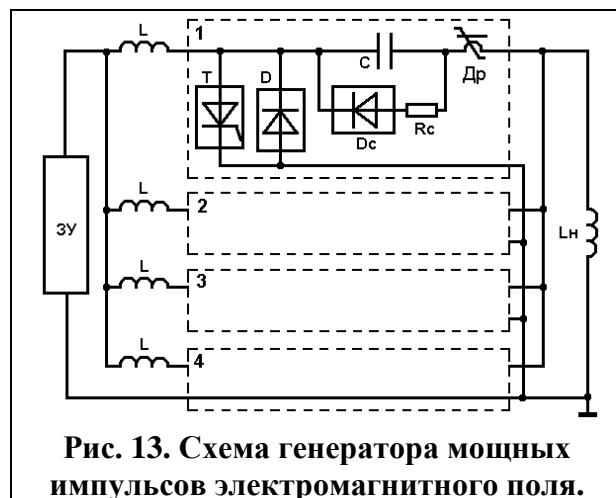 L
1
C
Др
T
D
Dc
Rc
ЗУ
L
2
Lн
L
3
L
4
Рис. 13. Схема генератора мощных
импульсов электромагнитного поля.